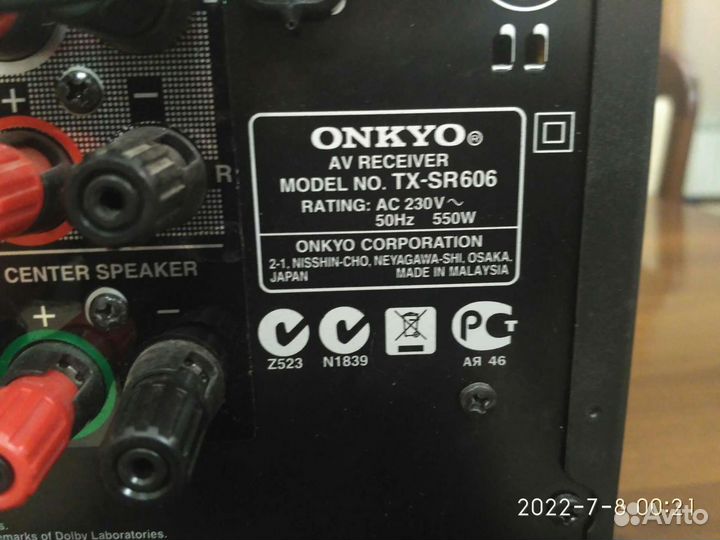 + −
R
ONKYO®
AV RECEIVER
MODEL NO. TX-SR606
RATING: AC 230V ~
50Hz 550W
ONKYO CORPORATION
2-1, NISSHIN-CHO, NEYAGAWA-SHI, OSAKA,
JAPAN MADE IN MALAYSIA
CENTER SPEAKER
+ −
Z523 N1839
РСТ
АЯ 46
s.
emarks of Dolby Laboratories.
2022-7-8 00:21
Avito